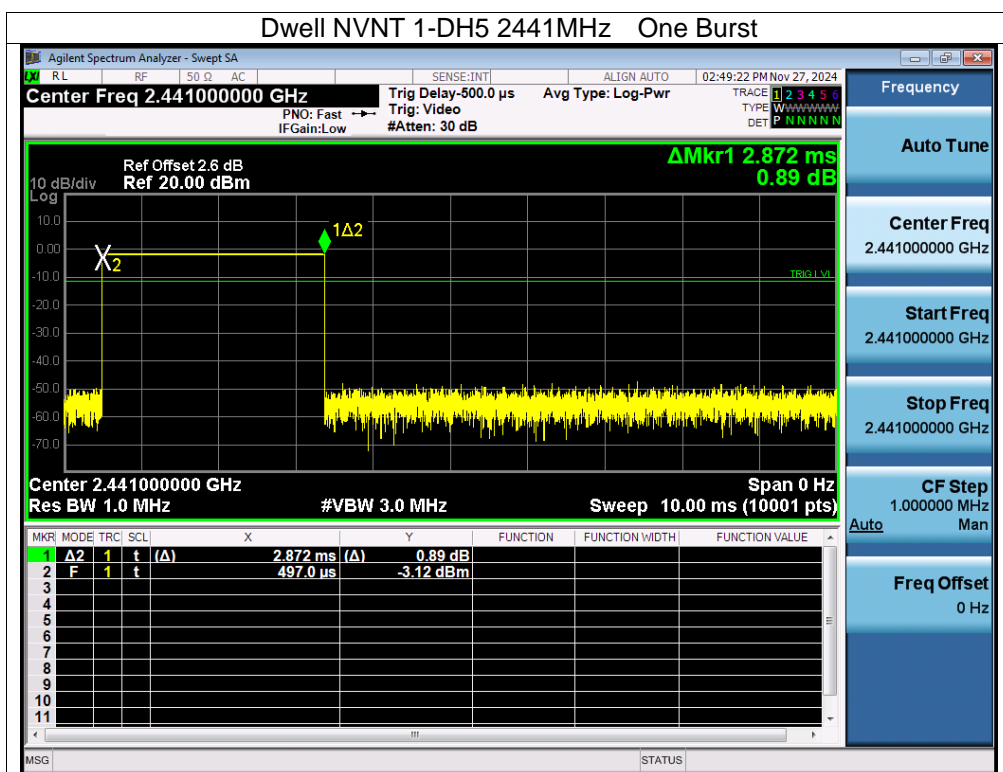 Dwell NVNT 1-DH5 2441MHz One Burst
Agilent Spectrum Analyzer - Swept SA
LXI RL RF 50 Ω AC SENSE:INT ALIGN AUTO 02:49:22 PM Nov 27, 2024
Center Freq 2.441000000 GHz Trig Delay-500.0 µs Avg Type: Log-Pwr TRACE 1 2 3 4 5 6
PNO: Fast Trig: Video TYPE WWWWWW
IFGain:Low #Atten: 30 dB DET P N N N N N
Frequency
Auto Tune
Center Freq
2.441000000 GHz
Start Freq
2.441000000 GHz
Stop Freq
2.441000000 GHz
CF Step
1.000000 MHz
Auto Man
Freq Offset
0 Hz
ΔMkr1 2.872 ms
0.89 dB
Ref Offset 2.6 dB
10 dB/div Ref 20.00 dBm
Log
10.0
0.00
-10.0
-20.0
-30.0
-40.0
-50.0
-60.0
-70.0
1Δ2
X2
TRIG LVL
Center 2.441000000 GHz Span 0 Hz
Res BW 1.0 MHz #VBW 3.0 MHz Sweep 10.00 ms (10001 pts)
MKR MODE TRC SCL X Y FUNCTION FUNCTION WIDTH FUNCTION VALUE
1 Δ2 1 t (Δ) 2.872 ms (Δ) 0.89 dB
2 F 1 t 497.0 µs -3.12 dBm
3
4
5
6
7
8
9
10
11
MSG STATUS